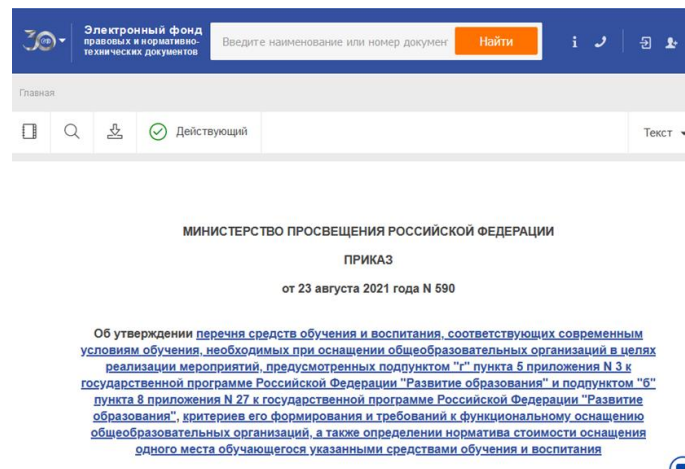 30
Электронный фонд
правовых и нормативно-
технических документов
Введите наименование или номер докумен
Найти
Главная
Действующий
Текст
МИНИСТЕРСТВО ПРОСВЕЩЕНИЯ РОССИЙСКОЙ ФЕДЕРАЦИИ
ПРИКАЗ
от 23 августа 2021 года N 590
Об утверждении перечня средств обучения и воспитания, соответствующих современным
условиям обучения, необходимых при оснащении общеобразовательных организаций в целях
реализации мероприятий, предусмотренных подпунктом "г" пункта 5 приложения N 3 к
государственной программе Российской Федерации "Развитие образования" и подпунктом "б"
пункта 8 приложения N 27 к государственной программе Российской Федерации "Развитие
образования", критериев его формирования и требований к функциональному оснащению
общеобразовательных организаций, а также определении норматива стоимости оснащения
одного места обучающегося указанными средствами обучения и воспитания